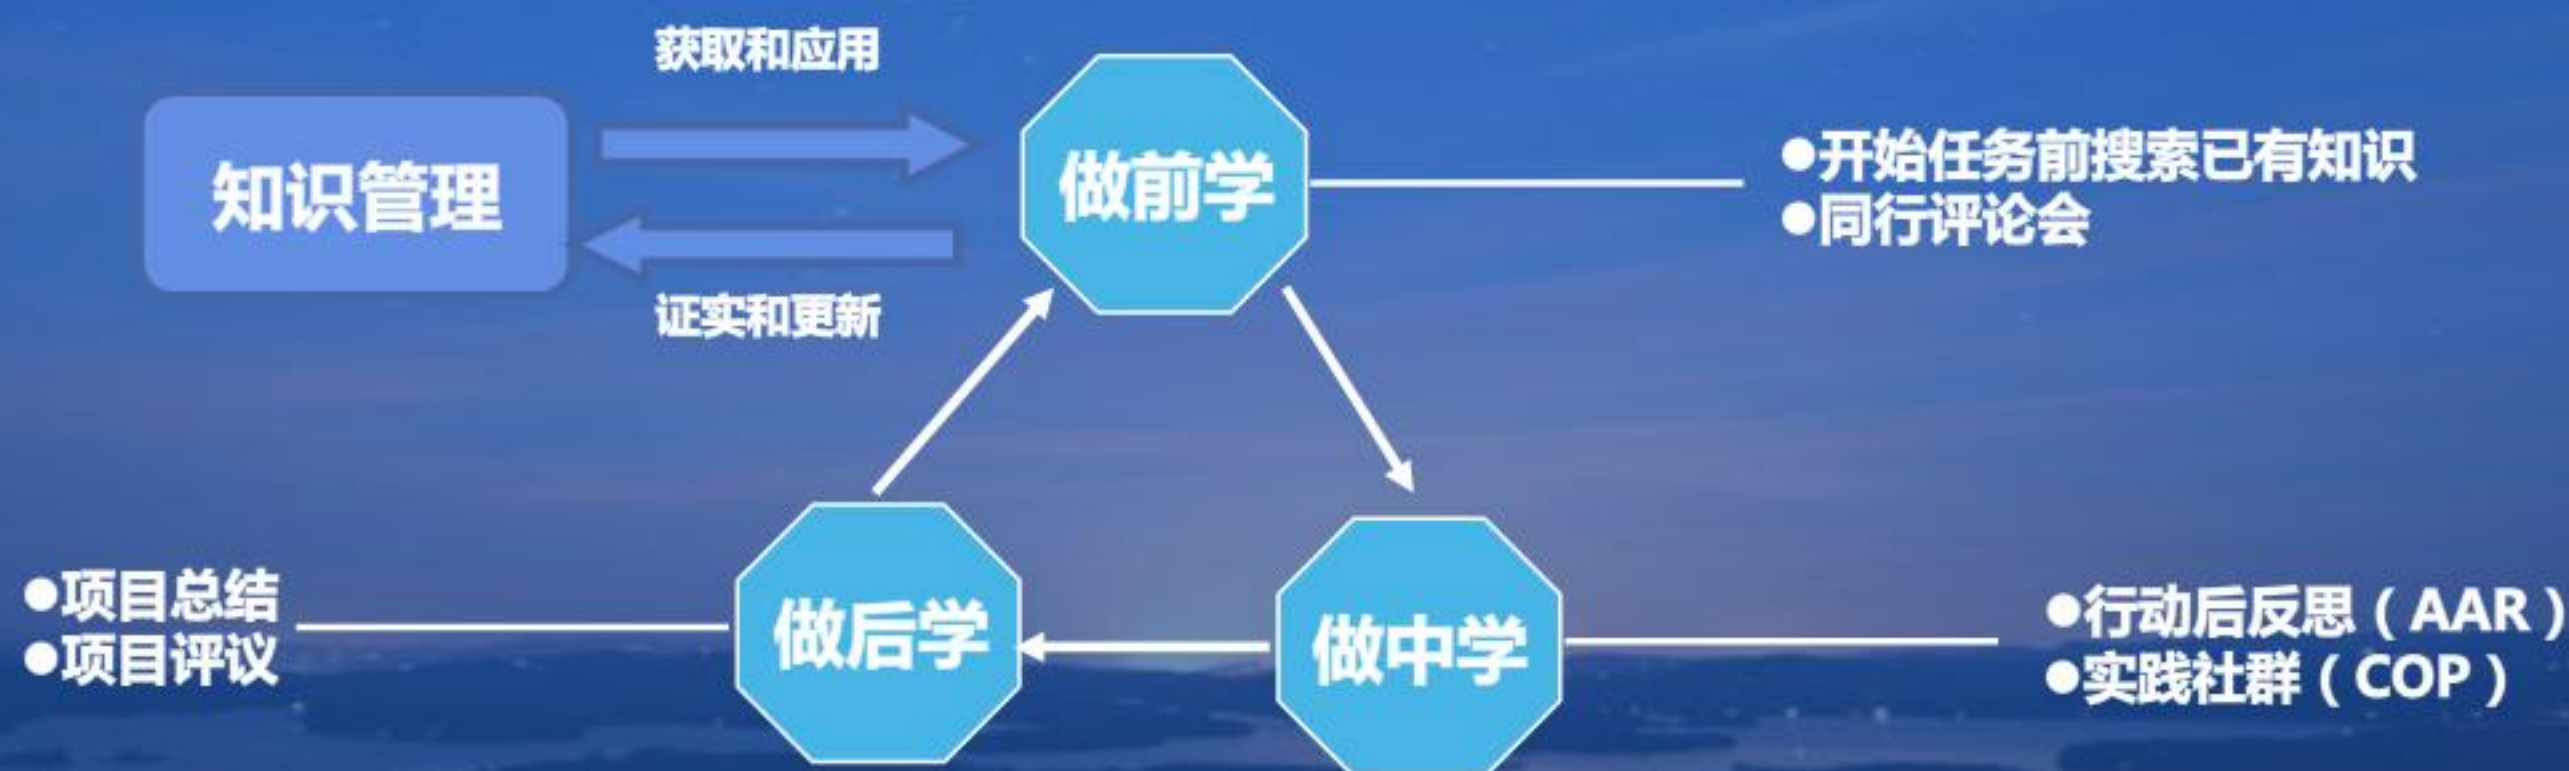 获取和应用
知识管理
证实和更新
做前学
●开始任务前搜索已有知识
●同行评论会
●项目总结
●项目评议
做后学
做中学
●行动后反思（AAR）
●实践社群（COP）